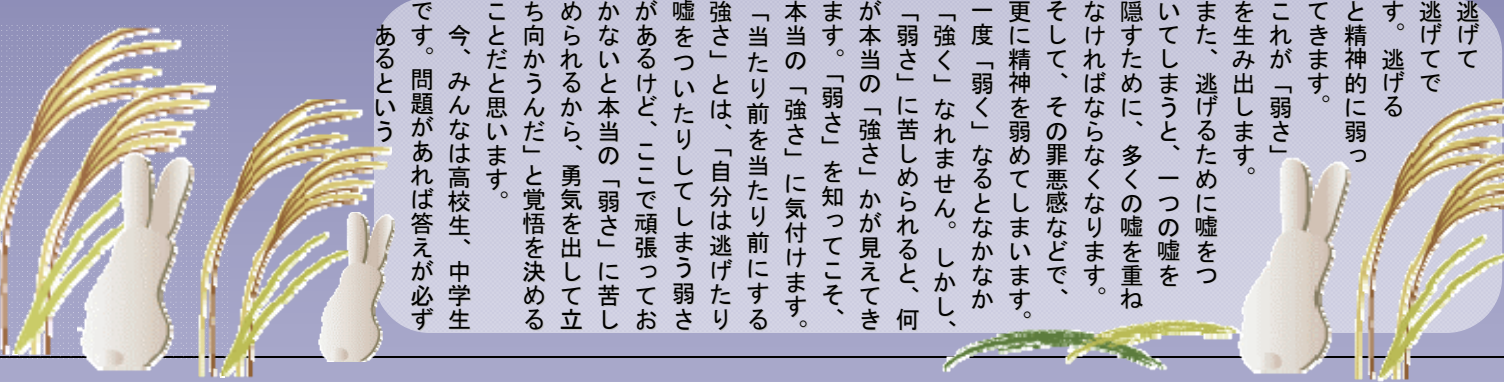 逃げて
逃げてで
す。逃げる
と精神的に弱っ
てきます。
これが「弱さ」
を生み出します。
また、逃げるために嘘をつ
いてしまうと、一つの嘘を
隠すために、多くの嘘を重ね
なければならなくなります。
そして、その罪悪感などで、
更に精神を弱めてしまいます。
一度「弱く」なるとなかなか
「強く」なれません。しかし、
「弱さ」に苦しめられると、何
が本当の「強さ」かが見えてき
ます。「弱さ」を知ってこそ、
本当の「強さ」に気付けます。
「当たり前を当たり前にする
強さ」とは、「自分は逃げたり
嘘をついたりしてしまう弱さ
があるけど、ここで頑張ってお
かないと本当の「弱さ」に苦し
められるから、勇気を出して立
ち向かうんだ」と覚悟を決める
ことだと思います。
今、みんなは高校生、中学生
です。問題があれば答えが必ず
あるという